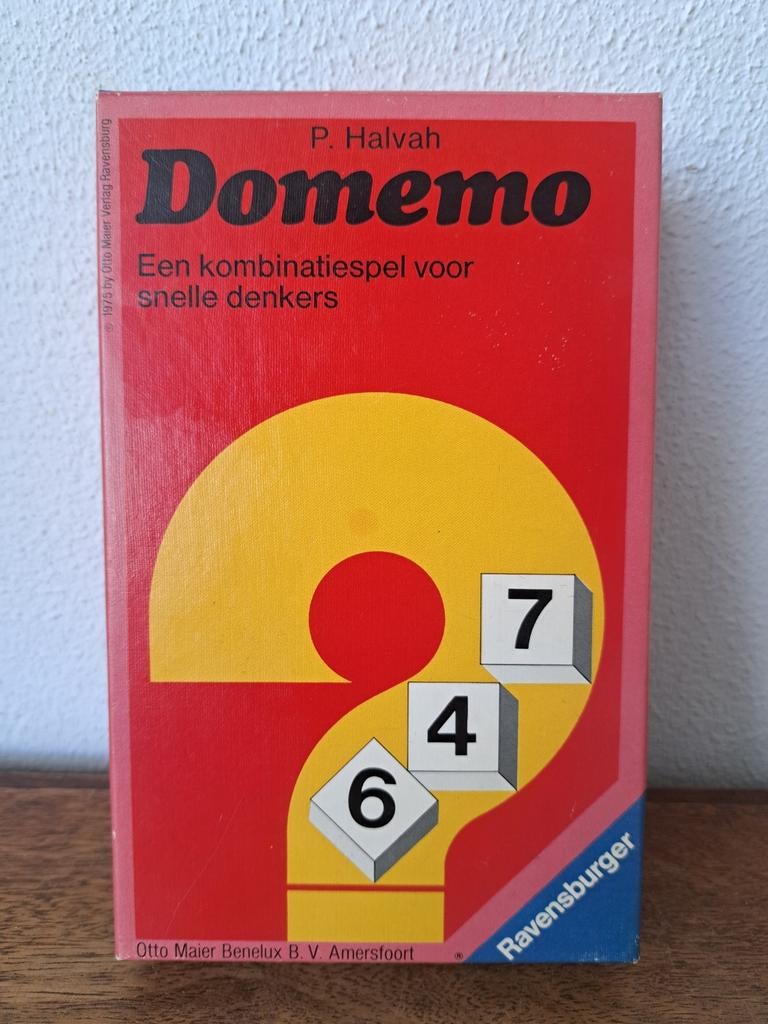 P. Halvah
Domemo
Een kombinatiespel voor
snelle denkers
© 1975 by Otto Maier Verlag Ravensburg
7
4
6
Ravensburger
Otto Maier Benelux B. V. Amersfoort ®